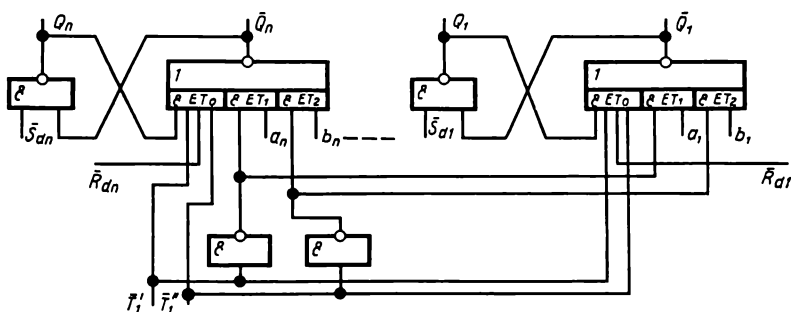 Qn Q̄n Q1 Q̄1
1 1
& & ET0 & ET1 & ET2 & & ET0 & ET1 & ET2
S̄dn an bn S̄d1 a1 b1
R̄dn R̄d1
& &
T̄1' T̄1''